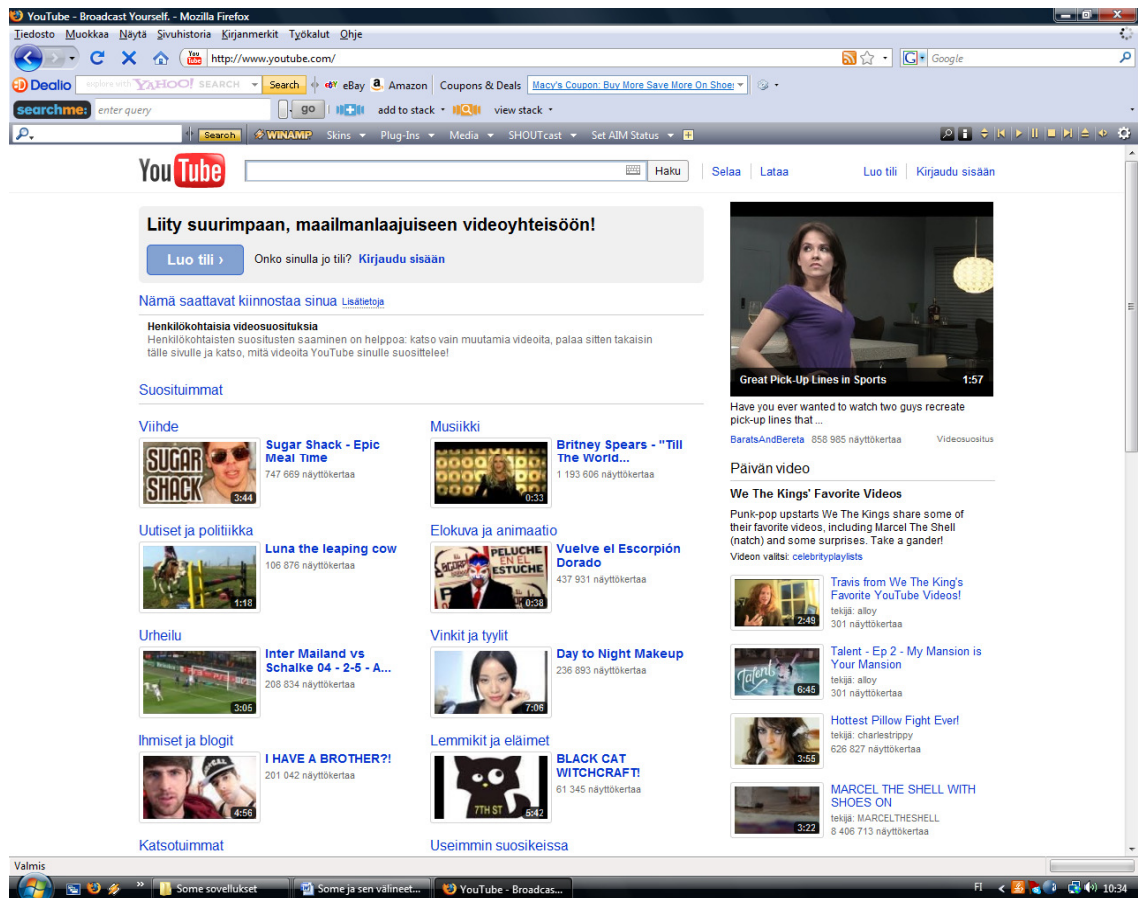 YouTube - Broadcast Yourself. - Mozilla Firefox
Tiedosto Muokkaa Näytä Sivuhistoria Kirjanmerkit Työkalut Ohje
http://www.youtube.com/
Google
Dealio explore with YAHOO! SEARCH Search eBay Amazon Coupons & Deals Macy's Coupon: Buy More Save More On Shoe
searchme: enter query go add to stack view stack
Search WINAMP Skins Plug-Ins Media SHOUTcast Set AIM Status
You Tube Haku Selaa Lataa Luo tili Kirjaudu sisään
Liity suurimpaan, maailmanlaajuiseen videoyhteisöön!
Luo tili › Onko sinulla jo tili? Kirjaudu sisään
Nämä saattavat kiinnostaa sinua Lisätietoja
Henkilökohtaisia videosuosituksia
Henkilökohtaisten suositusten saaminen on helppoa: katso vain muutamia videoita, palaa sitten takaisin
tälle sivulle ja katso, mitä videoita YouTube sinulle suosittelee!
Suosituimmat
Viihde
SUGAR SHACK
3:44
Sugar Shack - Epic
Meal Time
747 669 näyttökertaa
Musiikki
0:33
Britney Spears - "Till
The World...
1 193 606 näyttökertaa
Uutiset ja politiikka
1:18
Luna the leaping cow
106 876 näyttökertaa
Elokuva ja animaatio
PELUCHE
EN EL
ESTUCHE
0:38
Vuelve el Escorpión
Dorado
437 931 näyttökertaa
Urheilu
3:05
Inter Mailand vs
Schalke 04 - 2-5 - A...
208 834 näyttökertaa
Vinkit ja tyylit
7:06
Day to Night Makeup
236 893 näyttökertaa
Ihmiset ja blogit
4:56
I HAVE A BROTHER?!
201 042 näyttökertaa
Lemmikit ja eläimet
7TH ST
5:42
BLACK CAT
WITCHCRAFT!
61 345 näyttökertaa
Katsotuimmat
Useimmin suosikeissa
Great Pick-Up Lines in Sports 1:57
Have you ever wanted to watch two guys recreate
pick-up lines that ...
BaratsAndBereta 858 985 näyttökertaa Videosuositus
Päivän video
We The Kings' Favorite Videos
Punk-pop upstarts We The Kings share some of
their favorite videos, including Marcel The Shell
(natch) and some surprises. Take a gander!
Videon valitsi: celebrityplaylists
2:49
Travis from We The King's
Favorite YouTube Videos!
tekijä: alloy
301 näyttökertaa
Talents
6:45
Talent - Ep 2 - My Mansion is
Your Mansion
tekijä: alloy
301 näyttökertaa
3:55
Hottest Pillow Fight Ever!
tekijä: charlestrippy
626 827 näyttökertaa
3:22
MARCEL THE SHELL WITH
SHOES ON
tekijä: MARCELTHESHELL
8 406 713 näyttökertaa
Valmis
Some sovellukset Some ja sen välineet... YouTube - Broadcas... FI 10:34